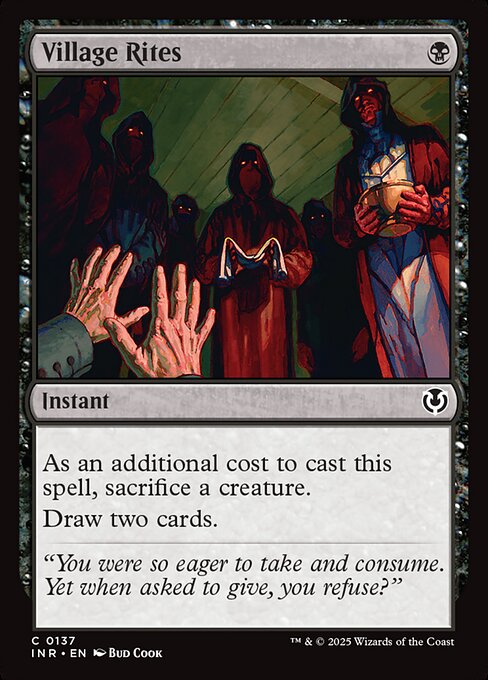 Village Rites
Instant
As an additional cost to cast this
spell, sacrifice a creature.
Draw two cards.
“You were so eager to take and consume.
Yet when asked to give, you refuse?”
C 0137
™ & © 2025 Wizards of the Coast
INR • EN Bud Cook